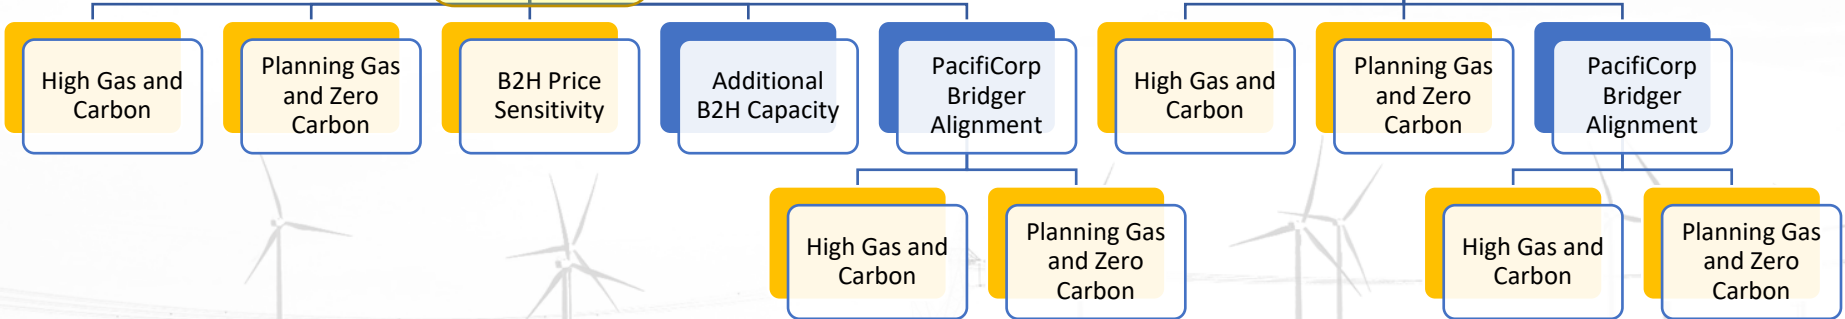 High Gas and
Carbon
Planning Gas
and Zero
Carbon
B2H Price
Sensitivity
Additional
B2H Capacity
PacifiCorp
Bridger
Alignment
High Gas and
Carbon
Planning Gas
and Zero
Carbon
PacifiCorp
Bridger
Alignment
High Gas and
Carbon
Planning Gas
and Zero
Carbon
High Gas and
Carbon
Planning Gas
and Zero
Carbon